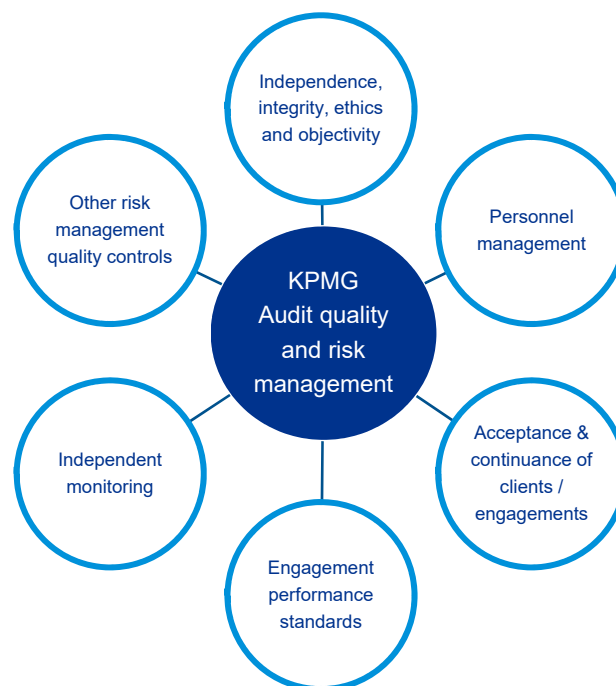 Independence,
integrity, ethics
and objectivity
Other risk
management
quality controls
Personnel
management
KPMG
Audit quality
and risk
management
Independent
monitoring
Acceptance &
continuance of
clients /
engagements
Engagement
performance
standards